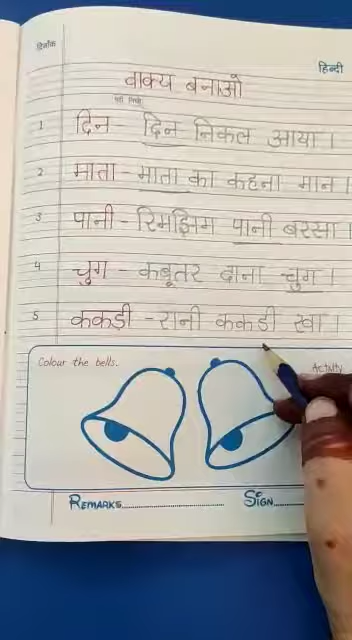 दिनाँक
हिन्दी
वाक्य बनाओ
1 दिन - दिन निकल आया।
2 माता - माता का कहना मान।
3 पानी - रिमझिम पानी बरसा।
4 चुग - कबूतर दाना चुग।
5 ककड़ी - रानी ककड़ी खा।
Colour the bells.
Activity
REMARKS
SIGN